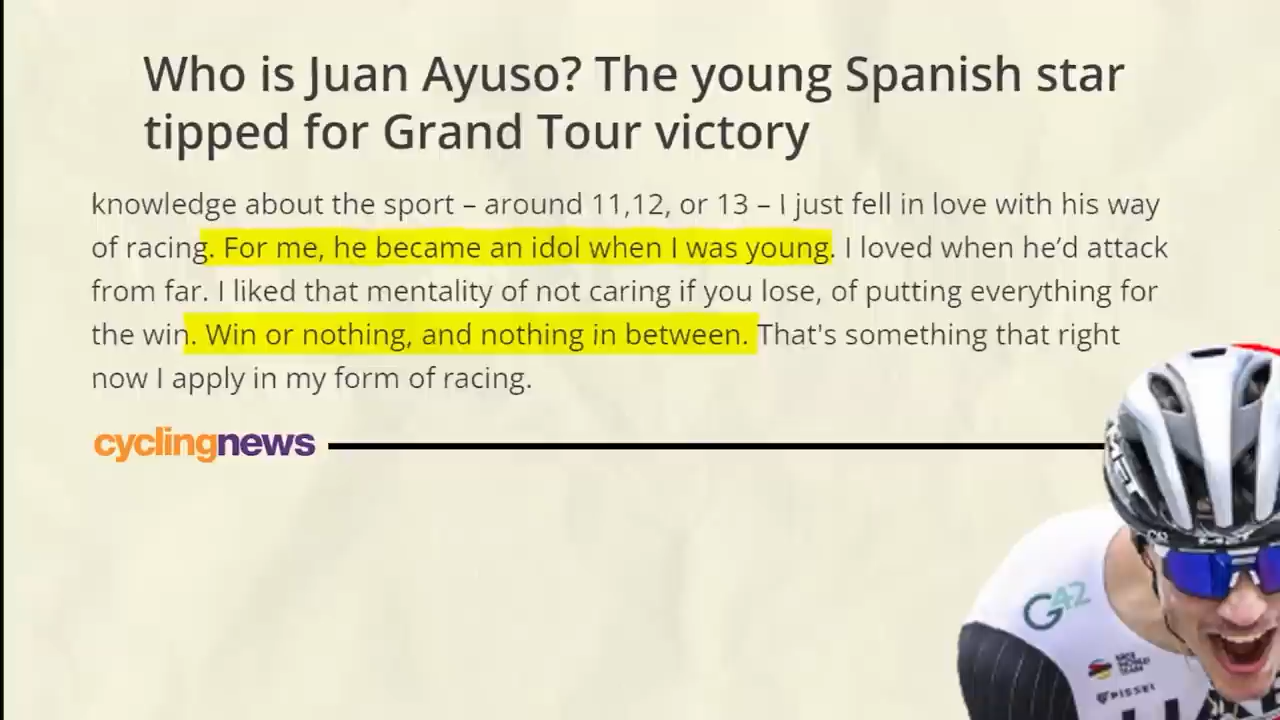 Who is Juan Ayuso? The young Spanish star
tipped for Grand Tour victory
knowledge about the sport – around 11,12, or 13 – I just fell in love with his way
of racing. For me, he became an idol when I was young. I loved when he’d attack
from far. I liked that mentality of not caring if you lose, of putting everything for
the win. Win or nothing, and nothing in between. That's something that right
now I apply in my form of racing.
cyclingnews
MET
MET
G42
PISSEI